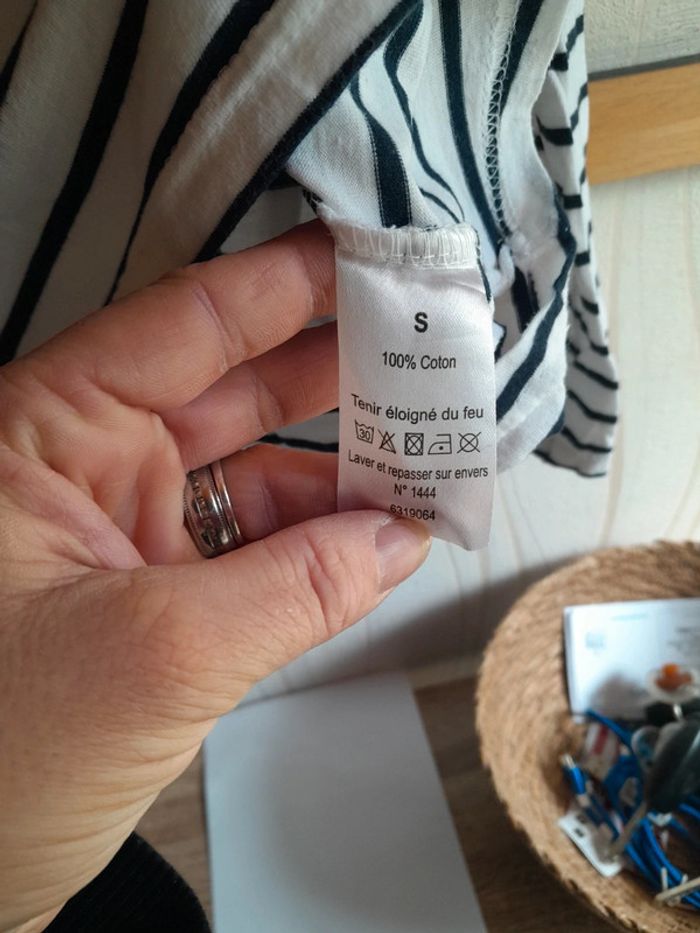 S
100% Coton
Tenir éloigné du feu
30
Laver et repasser sur envers
N° 1444
6319064